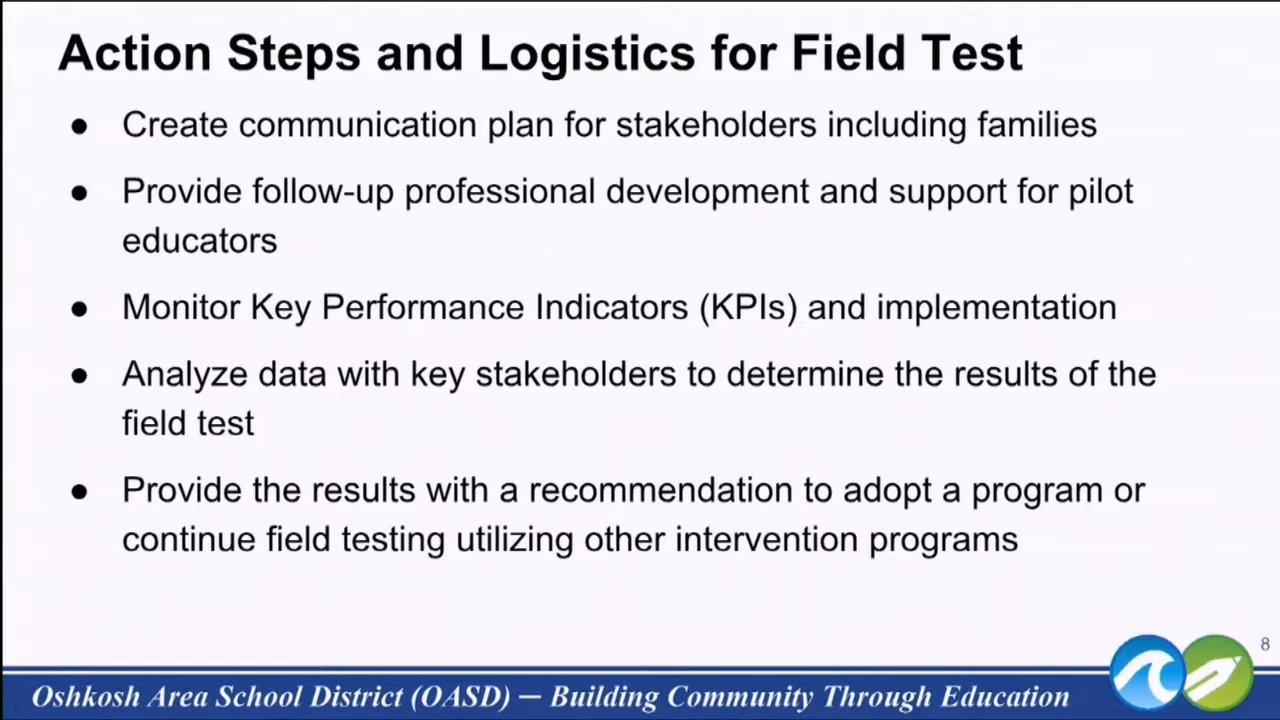 Action Steps and Logistics for Field Test
● Create communication plan for stakeholders including families
● Provide follow-up professional development and support for pilot
educators
● Monitor Key Performance Indicators (KPIs) and implementation
● Analyze data with key stakeholders to determine the results of the
field test
● Provide the results with a recommendation to adopt a program or
continue field testing utilizing other intervention programs
8
Oshkosh Area School District (OASD) — Building Community Through Education